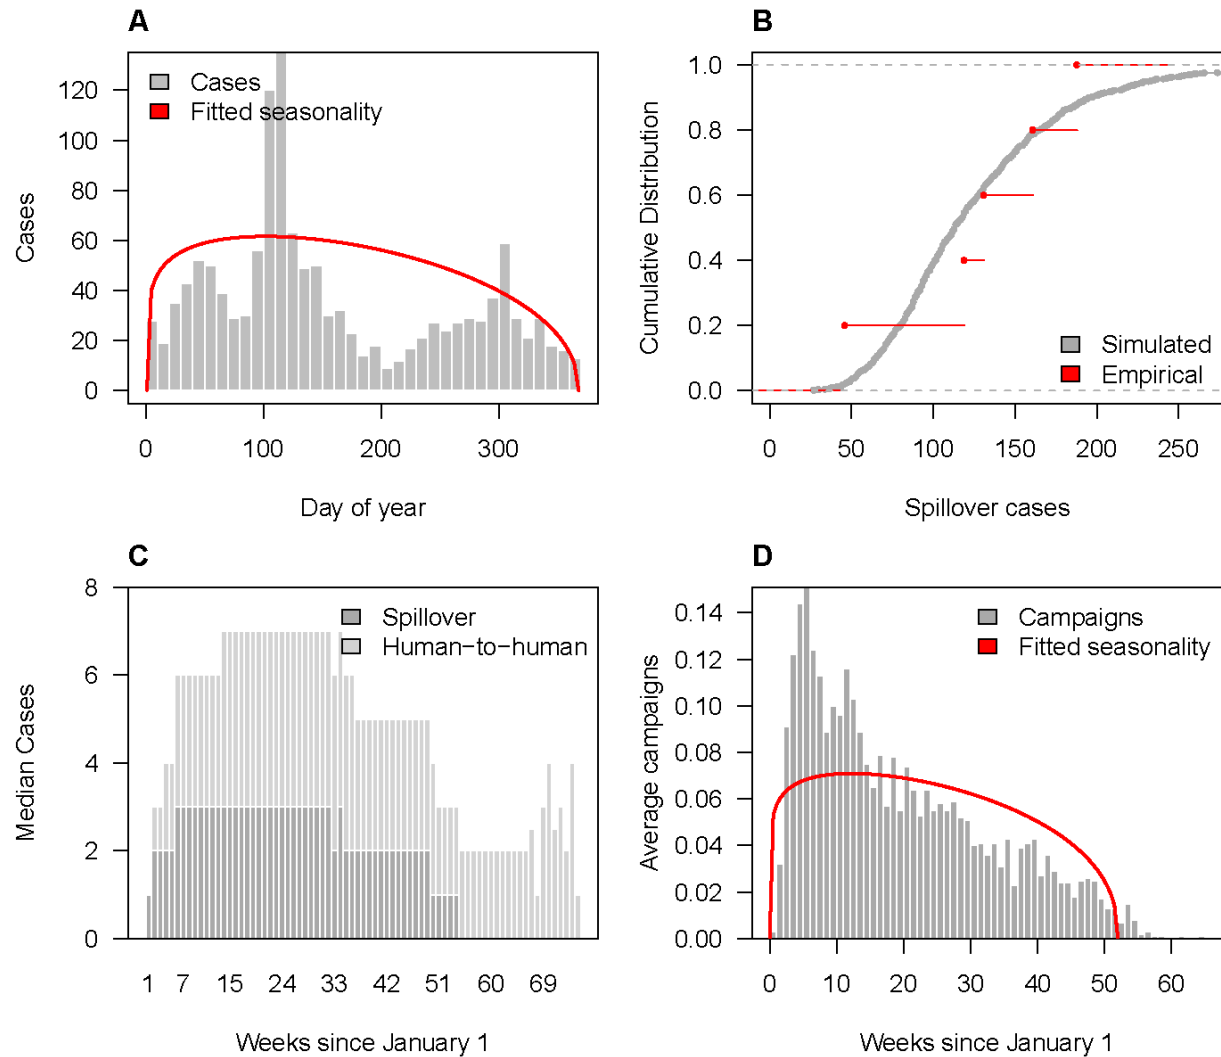 A
Cases
120
100
80
60
40
20
0
Cases
Fitted seasonality
0 100 200 300
Day of year
B
Cumulative Distribution
1.0
0.8
0.6
0.4
0.2
0.0
Simulated
Empirical
0 50 100 150 200 250
Spillover cases
C
Median Cases
8
6
4
2
0
Spillover
Human−to−human
1 7 15 24 33 42 51 60 69
Weeks since January 1
D
Average campaigns
0.14
0.12
0.10
0.08
0.06
0.04
0.02
0.00
Campaigns
Fitted seasonality
0 10 20 30 40 50 60
Weeks since January 1